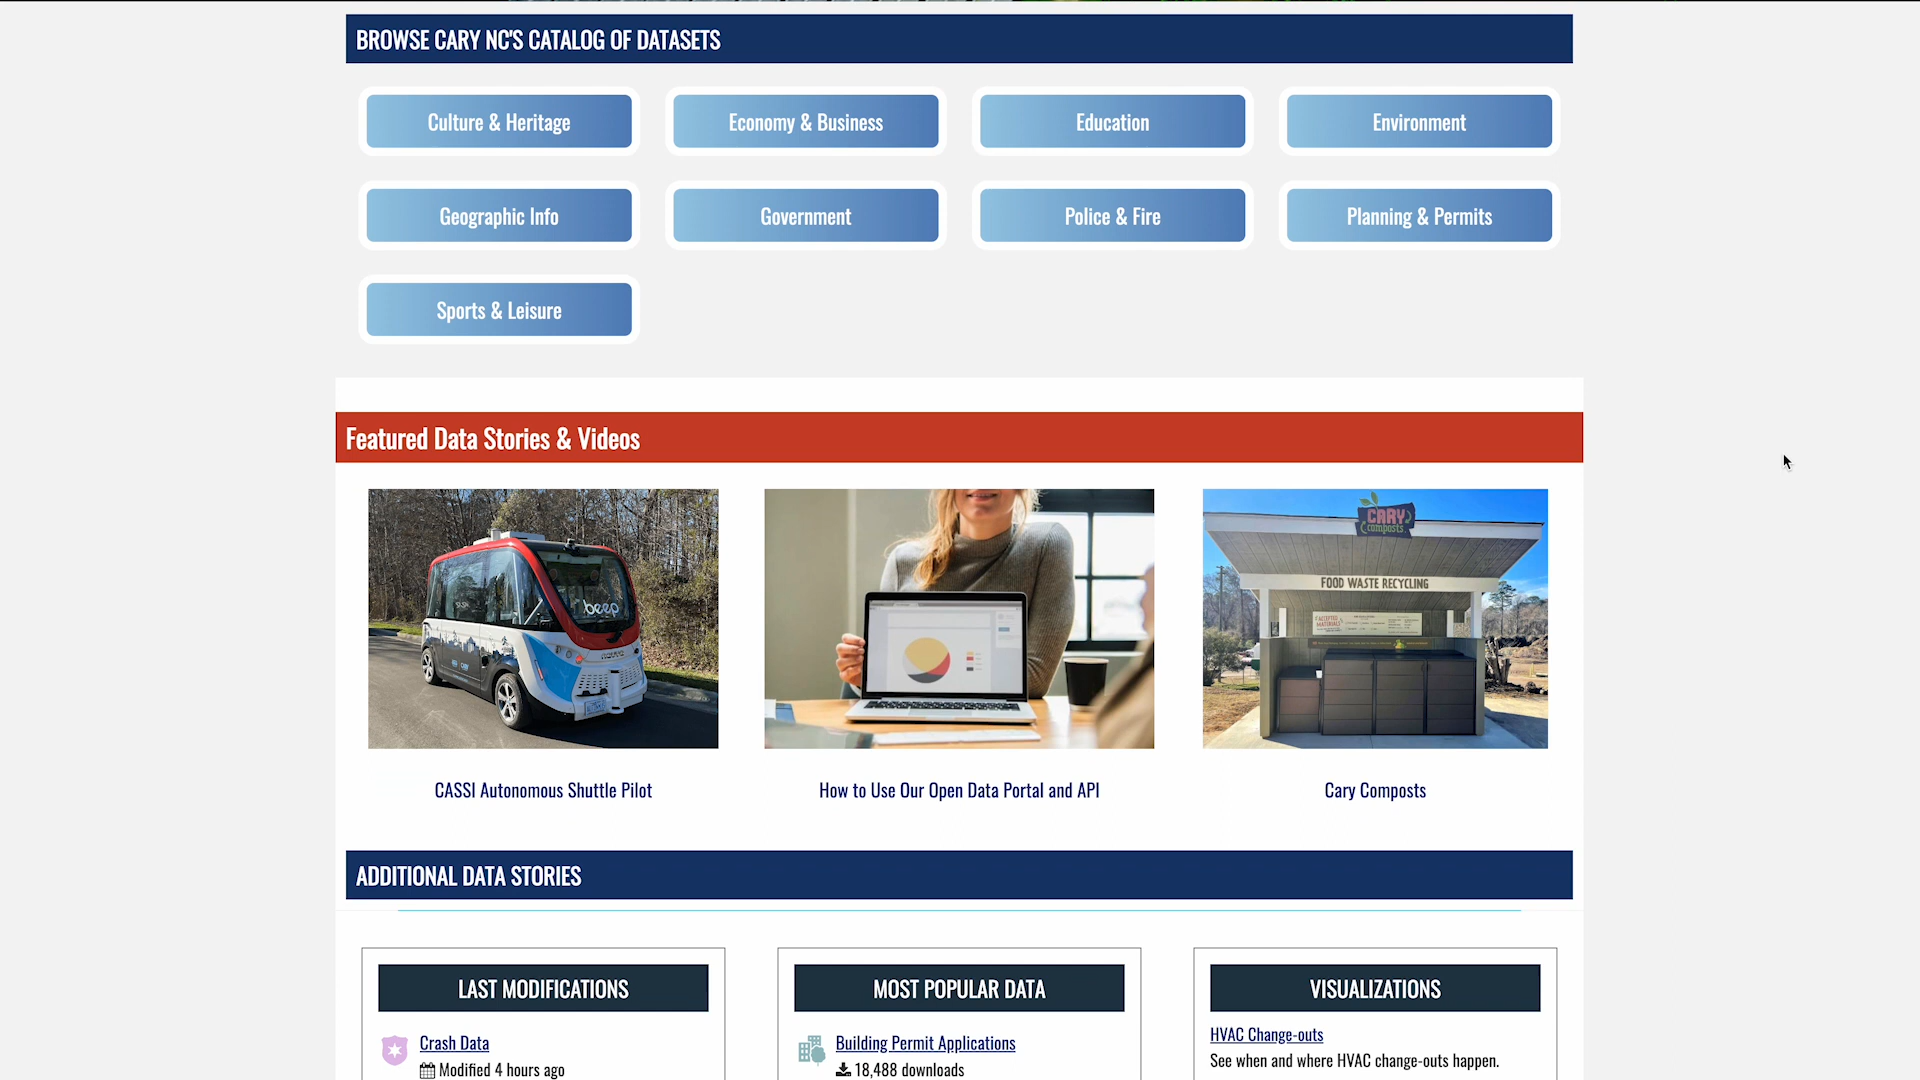 BROWSE CARY NC'S CATALOG OF DATASETS
Culture & Heritage
Economy & Business
Education
Environment
Geographic Info
Government
Police & Fire
Planning & Permits
Sports & Leisure
Featured Data Stories & Videos
beep
CARY
composts
FOOD WASTE RECYCLING
CASSI Autonomous Shuttle Pilot
How to Use Our Open Data Portal and API
Cary Composts
ADDITIONAL DATA STORIES
LAST MODIFICATIONS
MOST POPULAR DATA
VISUALIZATIONS
Crash Data
Modified 4 hours ago
Building Permit Applications
18,488 downloads
HVAC Change-outs
See when and where HVAC change-outs happen.